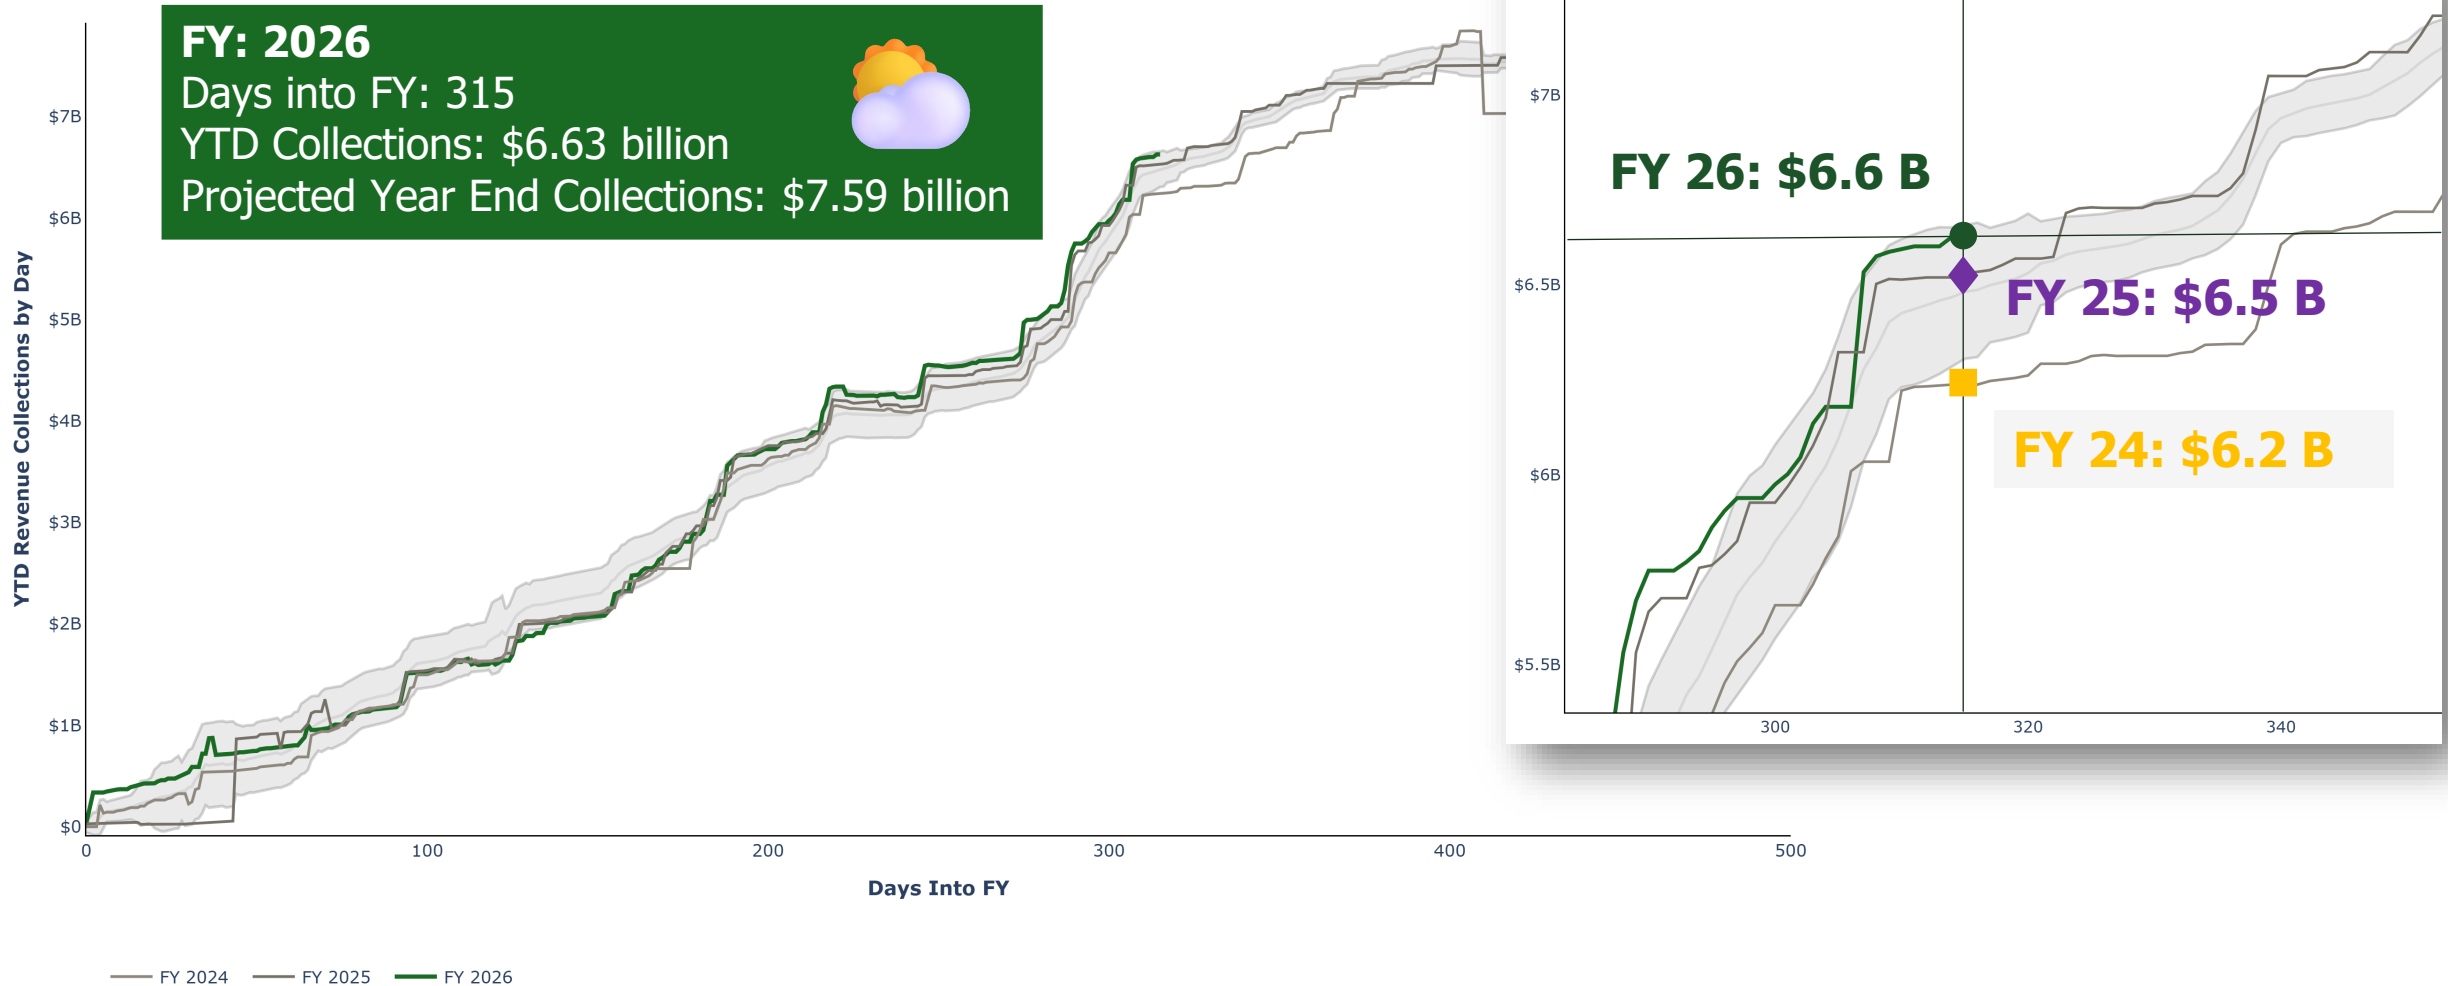 FY: 2026
Days into FY: 315
YTD Collections: $6.63 billion
Projected Year End Collections: $7.59 billion
YTD Revenue Collections by Day
$7B
$6B
$5B
$4B
$3B
$2B
$1B
$0
0 100 200 300 400 500
Days Into FY
FY 2024 FY 2025 FY 2026
$7B
$6.5B
$6B
$5.5B
FY 26: $6.6 B
FY 25: $6.5 B
FY 24: $6.2 B
300 320 340